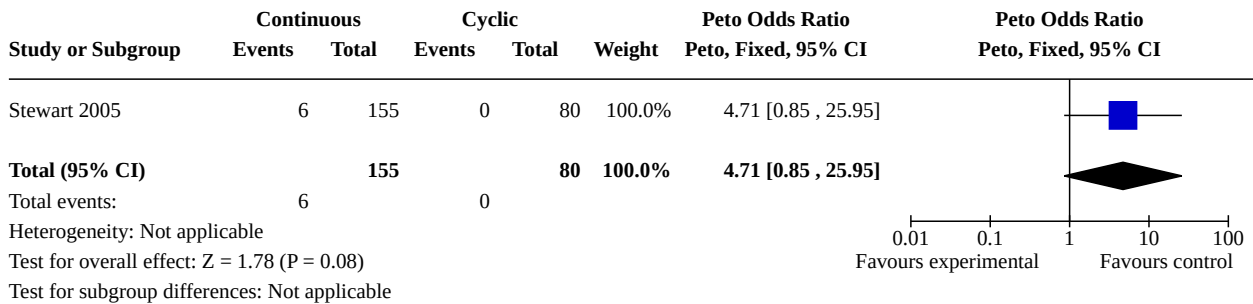 Continuous Cyclic Peto Odds Ratio Peto Odds Ratio
Study or Subgroup Events Total Events Total Weight Peto, Fixed, 95% CI Peto, Fixed, 95% CI
Stewart 2005 6 155 0 80 100.0% 4.71 [0.85 , 25.95]
Total (95% CI) 155 80 100.0% 4.71 [0.85 , 25.95]
Total events: 6 0
Heterogeneity: Not applicable
0.01 0.1 1 10 100
Test for overall effect: Z = 1.78 (P = 0.08)
Favours experimental Favours control
Test for subgroup differences: Not applicable